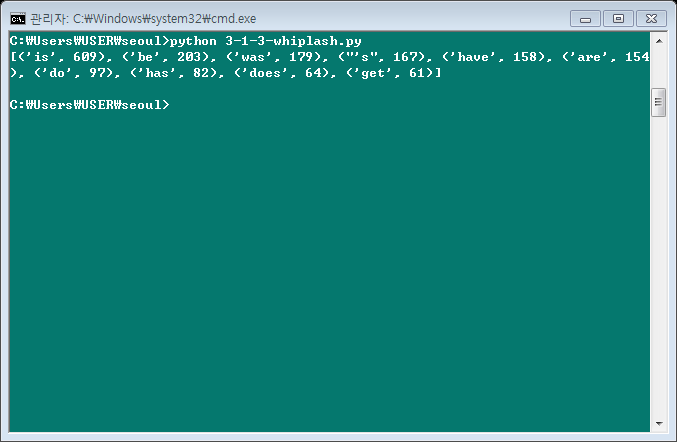 관리자: C:₩Windows₩system32₩cmd.exe
C:₩Users₩USER₩seoul>python 3-1-3-whiplash.py
[('is', 609), ('be', 203), ('was', 179), ("'s", 167), ('have', 158), ('are', 154
), ('do', 97), ('has', 82), ('does', 64), ('get', 61)]
C:₩Users₩USER₩seoul>